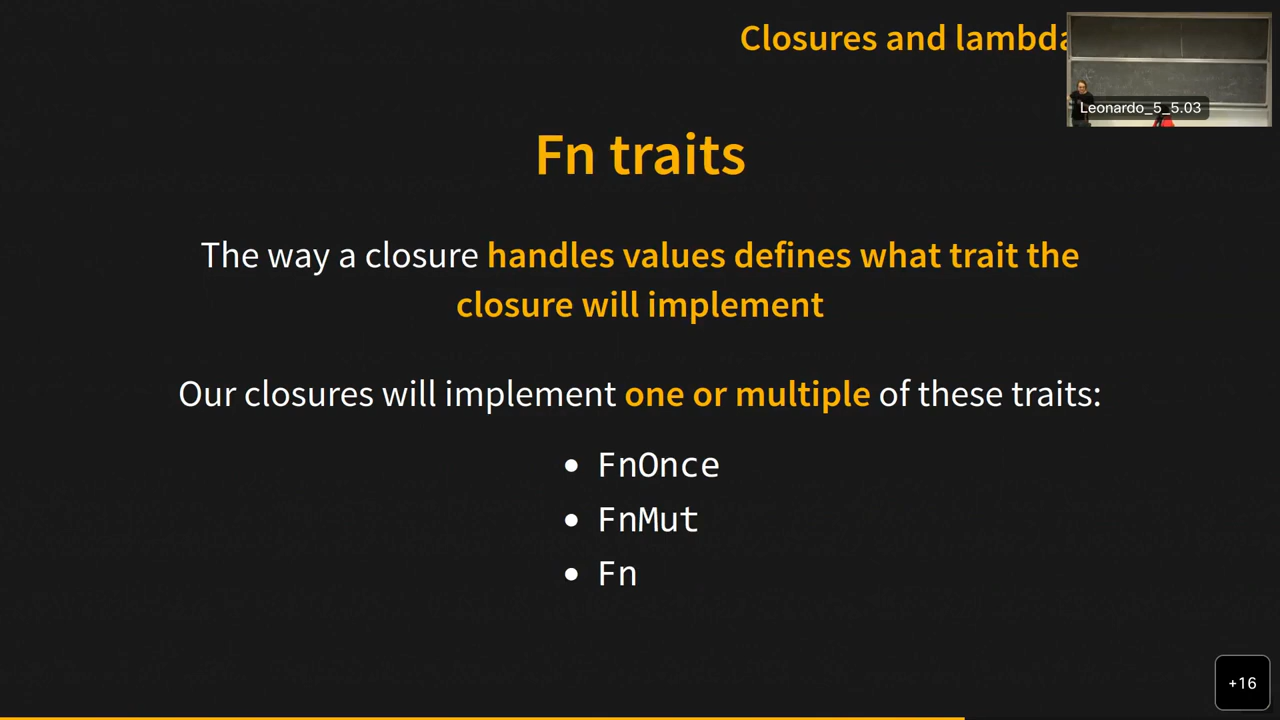 Closures and lambda
Leonardo_5_5.03
Fn traits
The way a closure handles values defines what trait the
closure will implement
Our closures will implement one or multiple of these traits:
• FnOnce
• FnMut
• Fn
+16